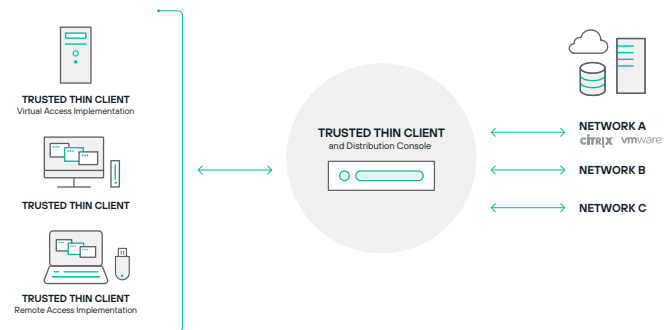 TRUSTED THIN CLIENT
Virtual Access Implementation
TRUSTED THIN CLIENT
TRUSTED THIN CLIENT
Remote Access Implementation
TRUSTED THIN CLIENT
and Distribution Console
NETWORK A
citrix vmware
NETWORK B
NETWORK C